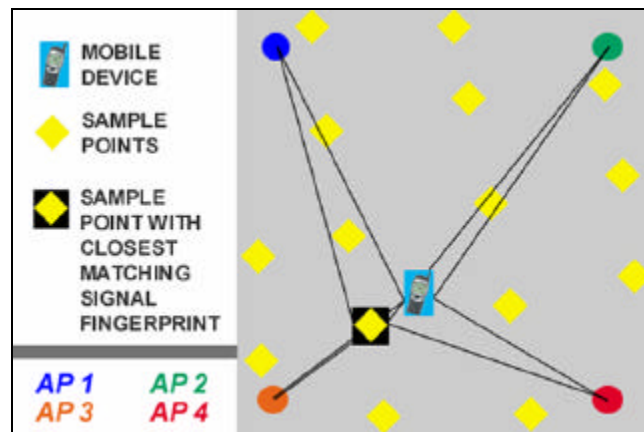 MOBILE
DEVICE
SAMPLE
POINTS
SAMPLE
POINT WITH
CLOSEST
MATCHING
SIGNAL
FINGERPRINT
AP 1 AP 2
AP 3 AP 4